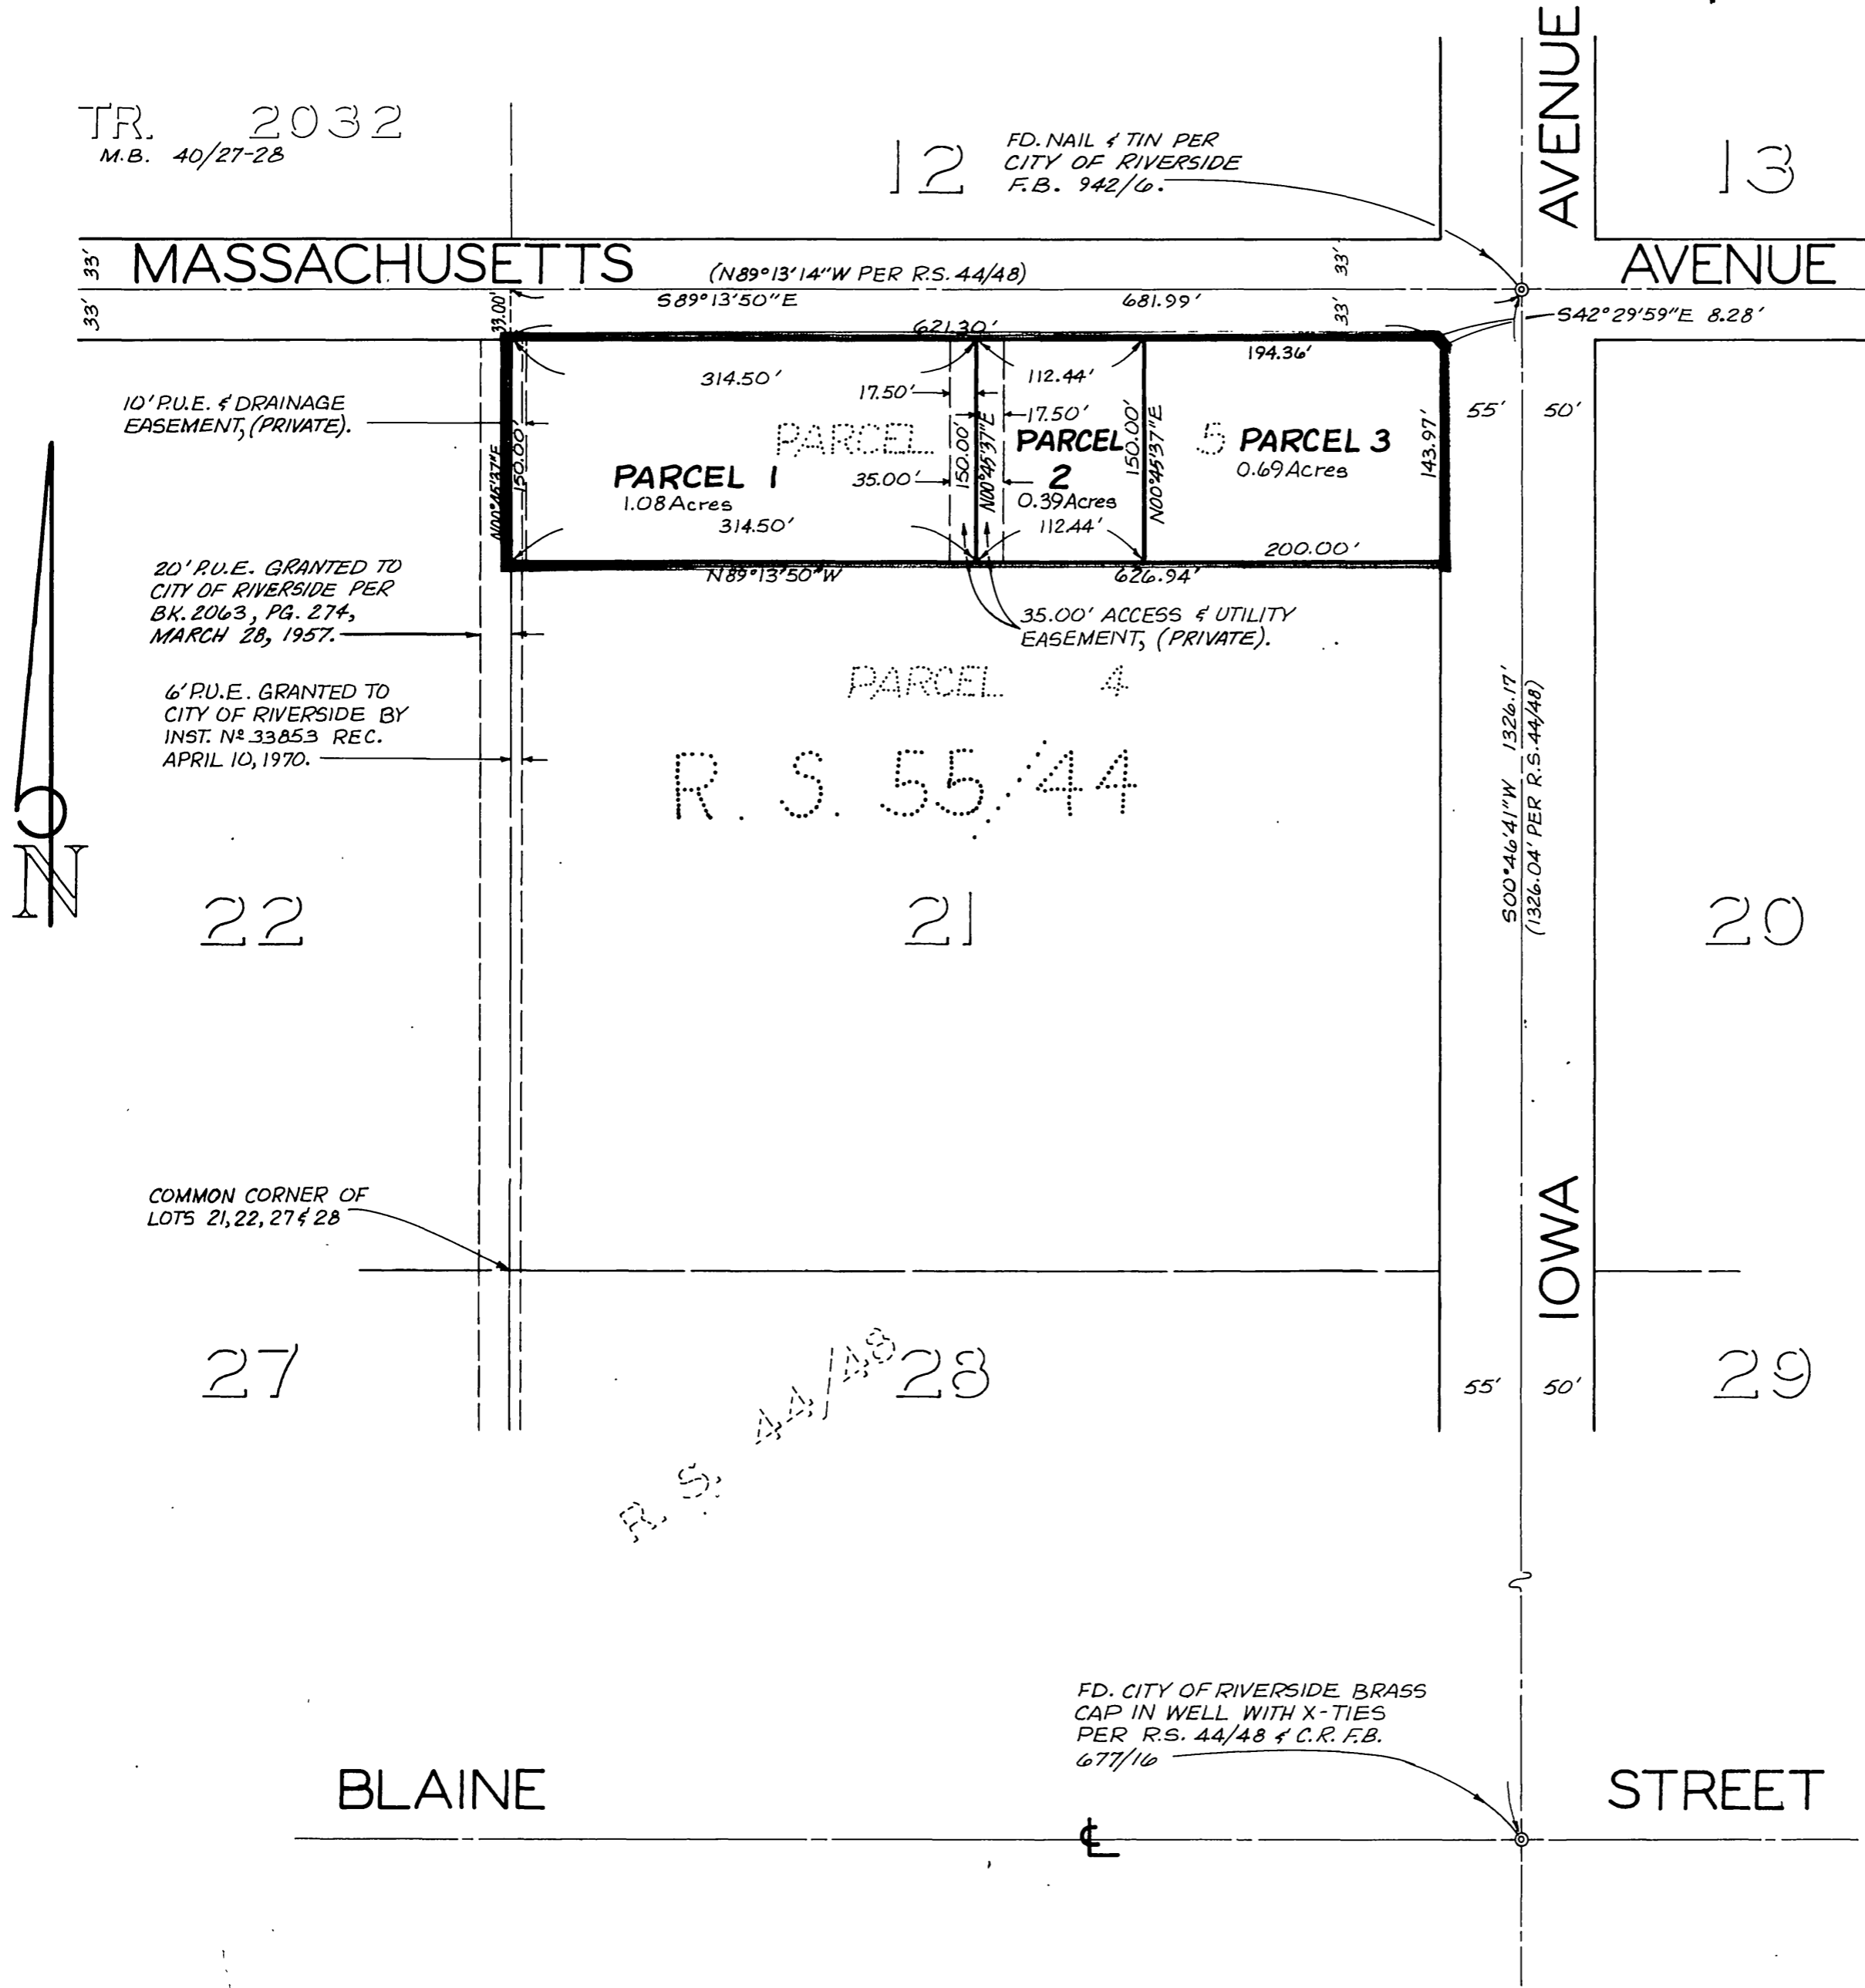 AVENUE
TR. 2032
M.B. 40/27-28
12
FD. NAIL & TIN PER
CITY OF RIVERSIDE
F.B. 942/6.
13
33'
MASSACHUSETTS
(N89°13'14"W PER R.S. 44/48)
33'
AVENUE
33'
33.00'
S89°13'50"E
681.99'
33'
S42°29'59"E 8.28'
621.30'
194.36'
314.50'
17.50'
112.44'
10' P.U.E. & DRAINAGE
EASEMENT, (PRIVATE).
17.50'
55'
50'
N00°45'37"E
150.00'
PARCEL 5
PARCEL 1
1.08 Acres
35.00'
150.00'
N00°45'37"E
PARCEL
2
0.39 Acres
150.00'
N00°45'37"E
PARCEL 3
0.69 Acres
143.97'
314.50'
112.44'
200.00'
N89°13'50"W
626.94'
20' P.U.E. GRANTED TO
CITY OF RIVERSIDE PER
BK. 2063, PG. 274,
MARCH 28, 1957.
35.00' ACCESS & UTILITY
EASEMENT, (PRIVATE).
6' P.U.E. GRANTED TO
CITY OF RIVERSIDE BY
INST. Nº 33853 REC.
APRIL 10, 1970.
PARCEL 4
R. S. 55/44
S00°46'41"W 1326.17'
(1326.04' PER R.S. 44/48)
N
22
21
20
COMMON CORNER OF
LOTS 21, 22, 27 & 28
IOWA
27
R. S. 44/48
28
55'
50'
29
FD. CITY OF RIVERSIDE BRASS
CAP IN WELL WITH X-TIES
PER R.S. 44/48 & C.R. F.B.
677/16
BLAINE
STREET
℄